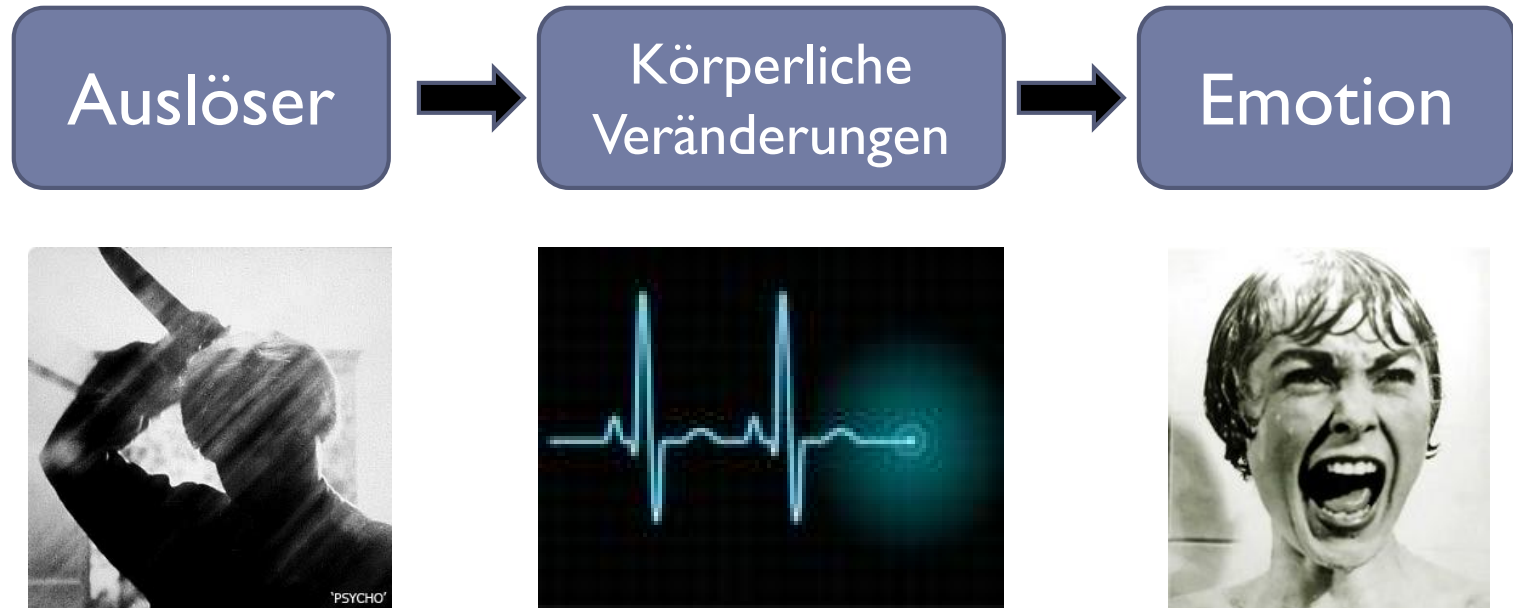 Auslöser
Körperliche
Veränderungen
Emotion
'PSYCHO'